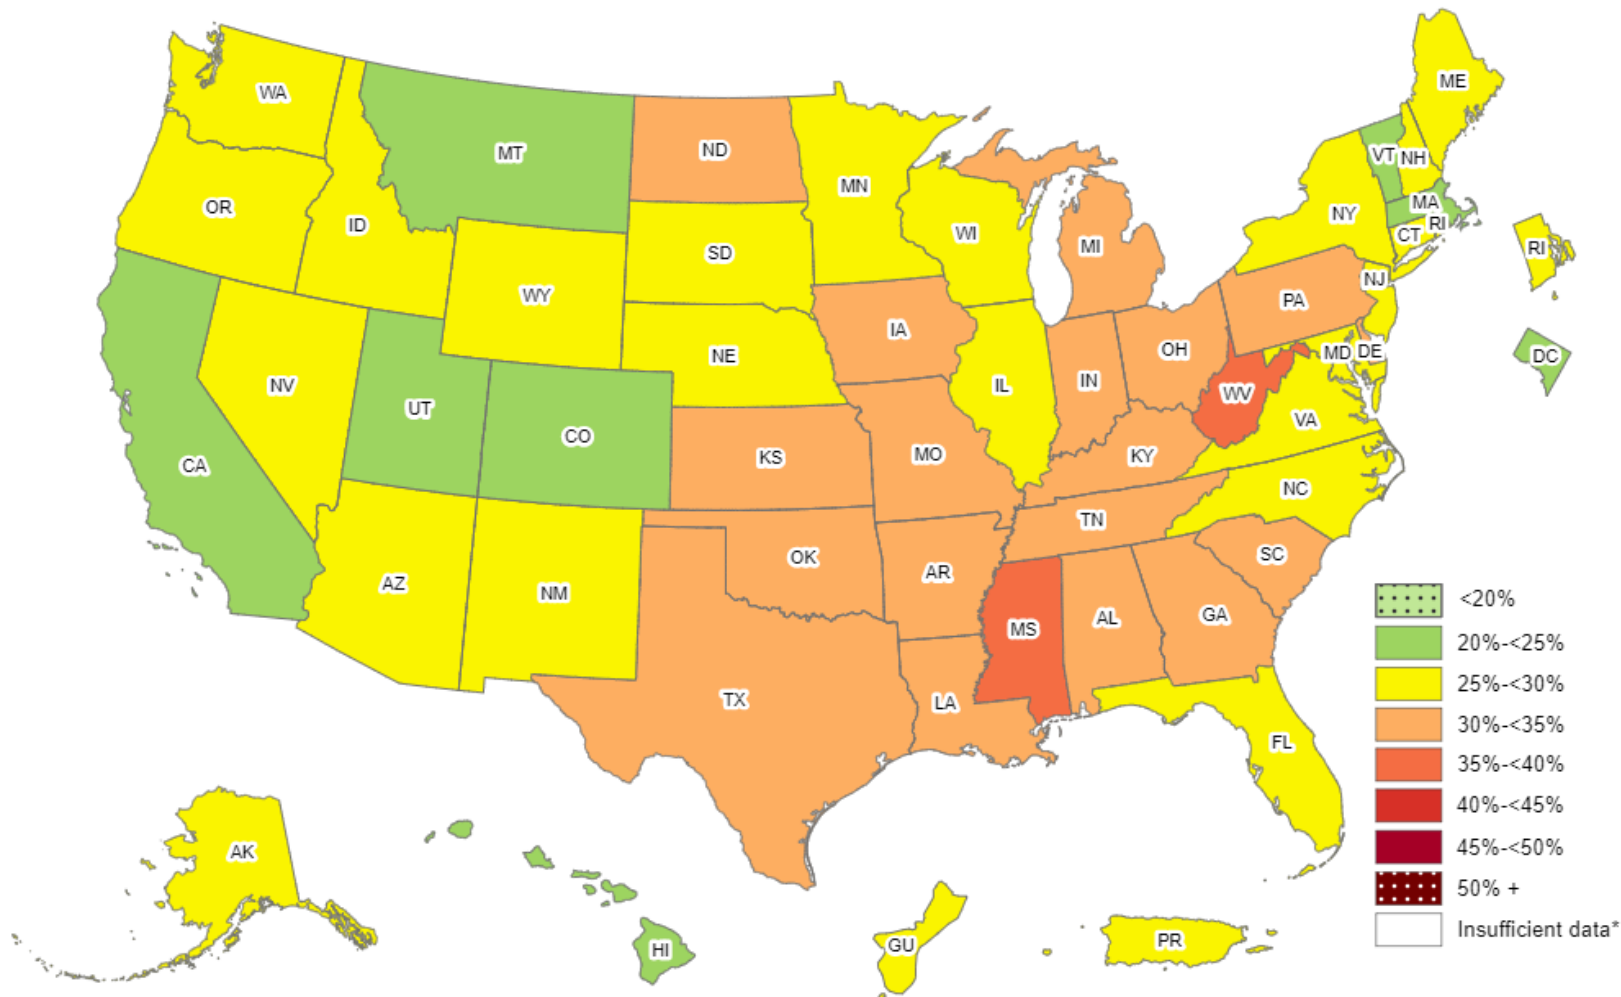 WA
ME
MT
ND
VT
NH
MN
OR
ID
MA
NY
RI
CT
WI
MI
RI
SD
NJ
WY
PA
IA
OH
MD
DE
DC
NE
IN
NV
IL
WV
UT
VA
CO
CA
KS
MO
KY
NC
TN
SC
OK
AR
AZ
NM
GA
AL
MS
TX
LA
FL
AK
HI
GU
PR
<20%
20%-<25%
25%-<30%
30%-<35%
35%-<40%
40%-<45%
45%-<50%
50% +
Insufficient data*